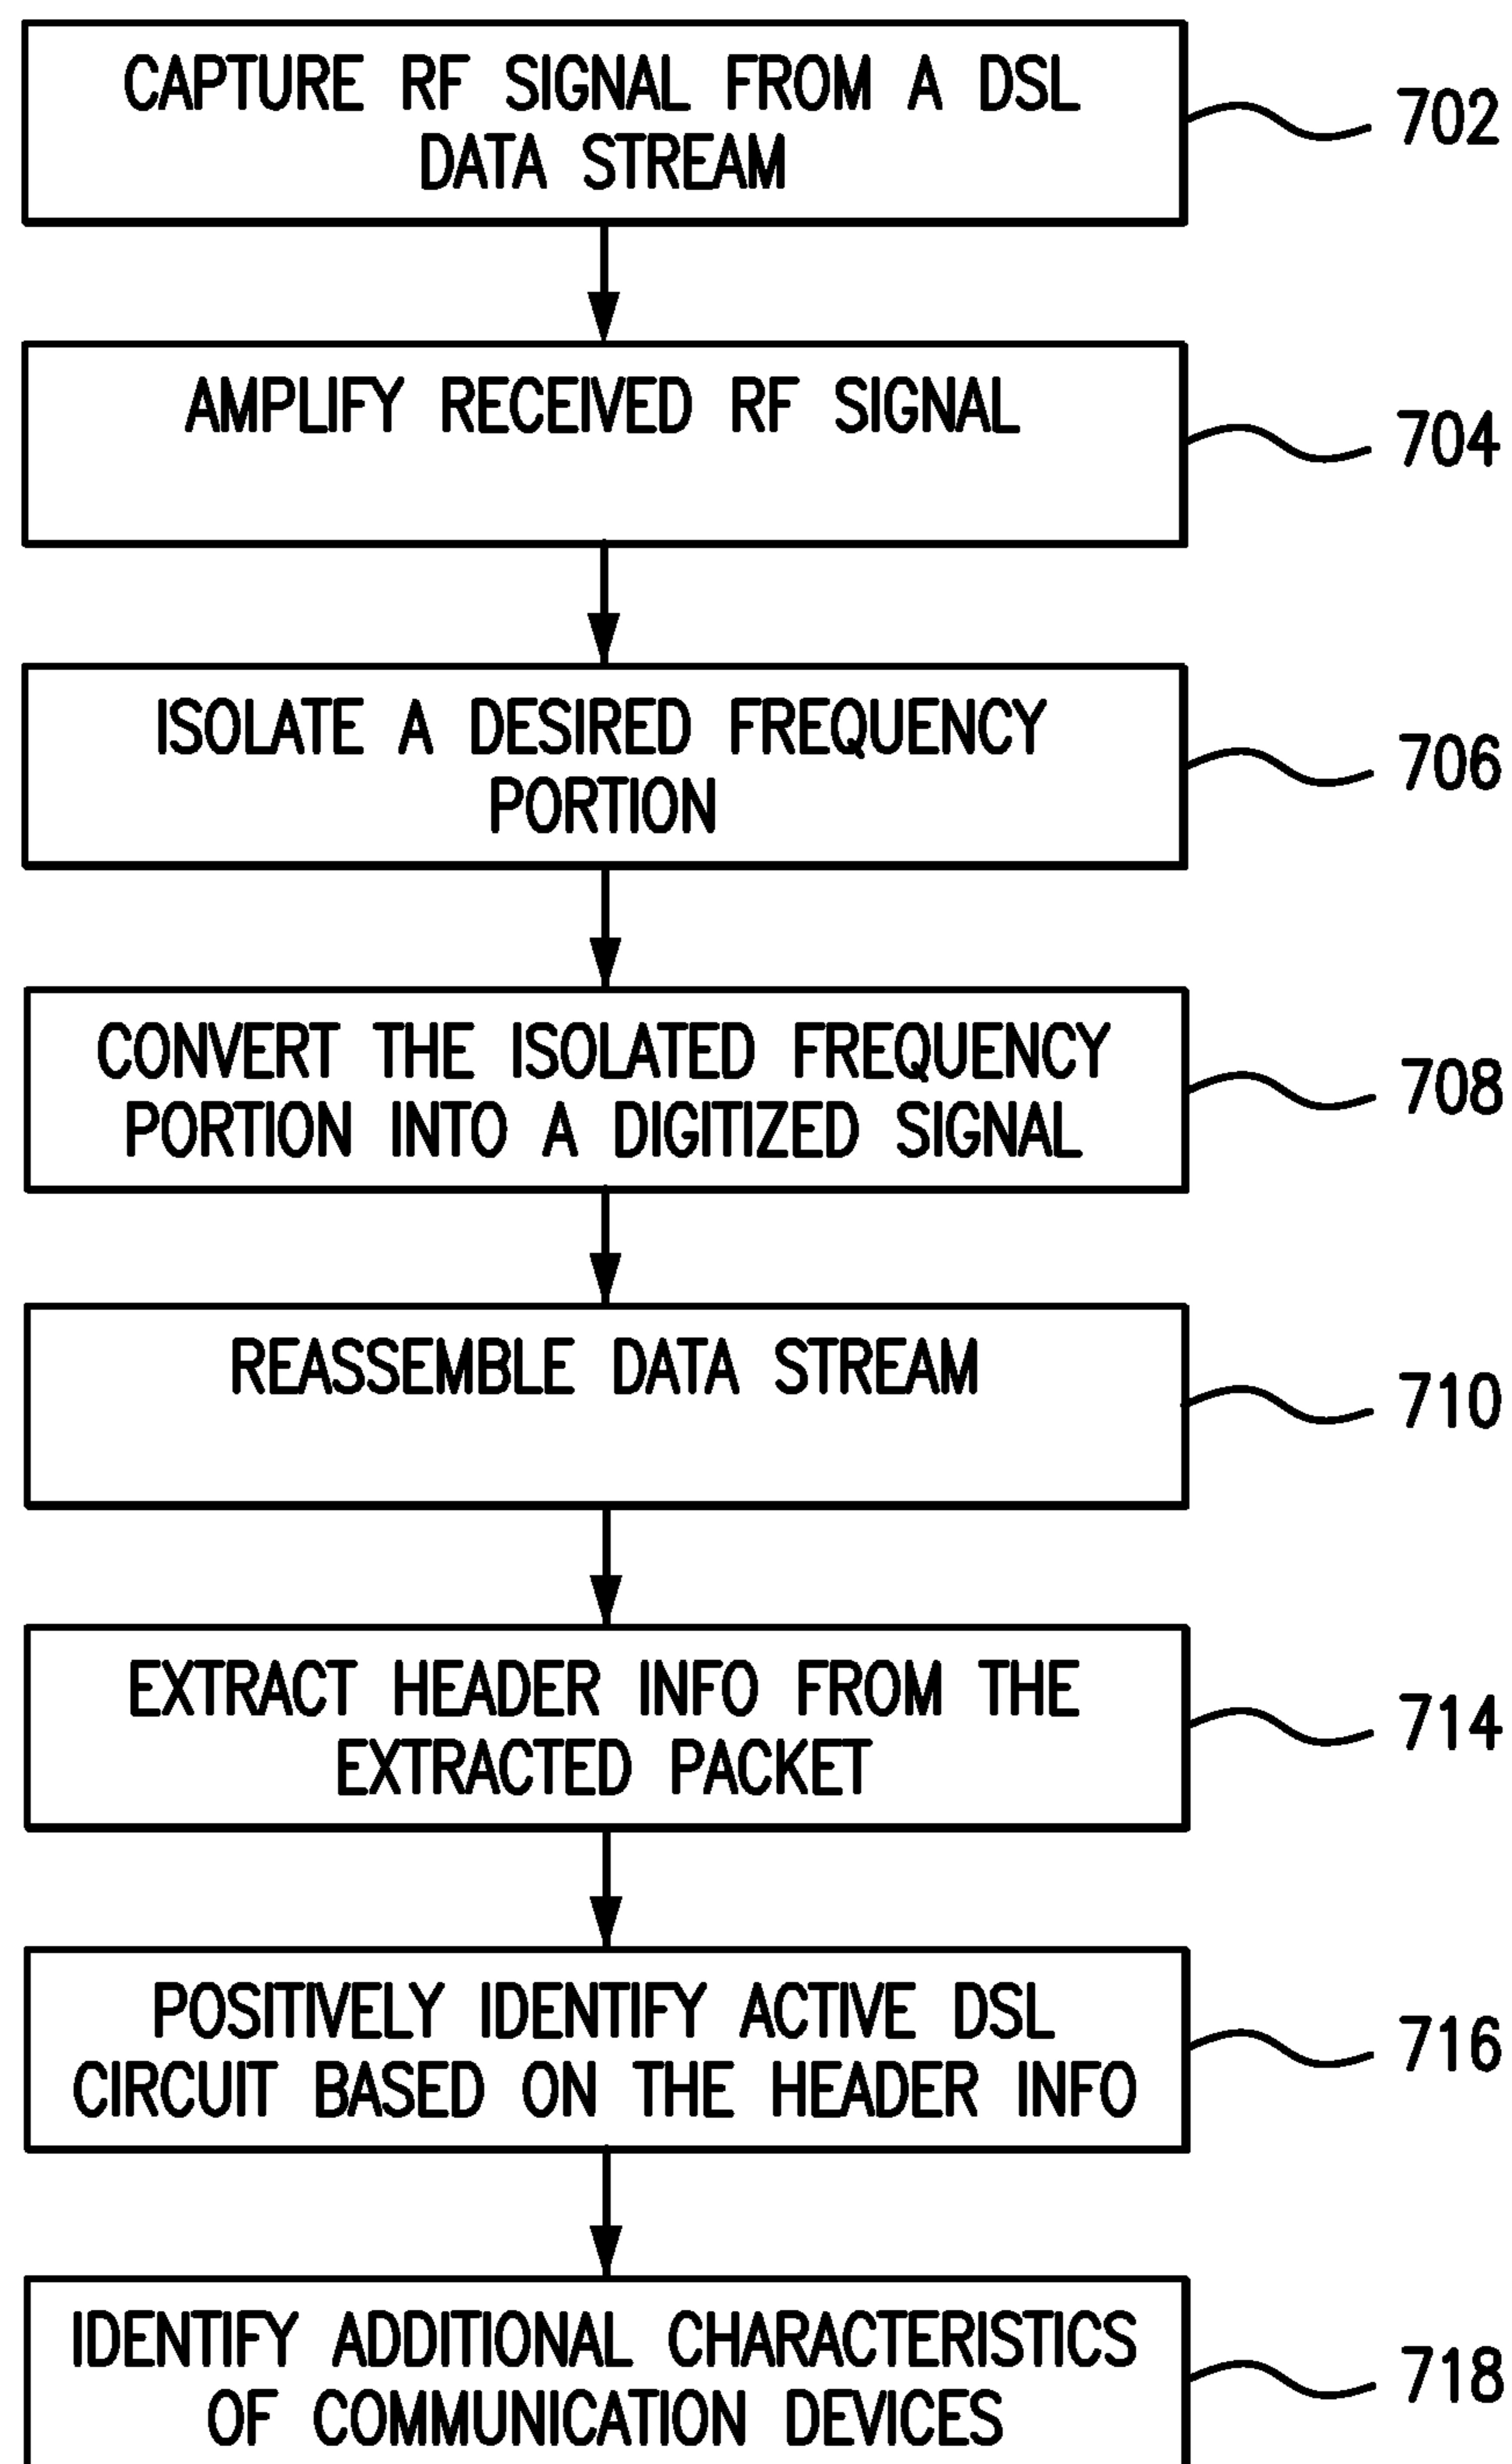 CAPTURE RF SIGNAL FROM A DSL
DATA STREAM
702
AMPLIFY RECEIVED RF SIGNAL
704
ISOLATE A DESIRED FREQUENCY
PORTION
706
CONVERT THE ISOLATED FREQUENCY
PORTION INTO A DIGITIZED SIGNAL
708
REASSEMBLE DATA STREAM
710
EXTRACT HEADER INFO FROM THE
EXTRACTED PACKET
714
POSITIVELY IDENTIFY ACTIVE DSL
CIRCUIT BASED ON THE HEADER INFO
716
IDENTIFY ADDITIONAL CHARACTERISTICS
OF COMMUNICATION DEVICES
718